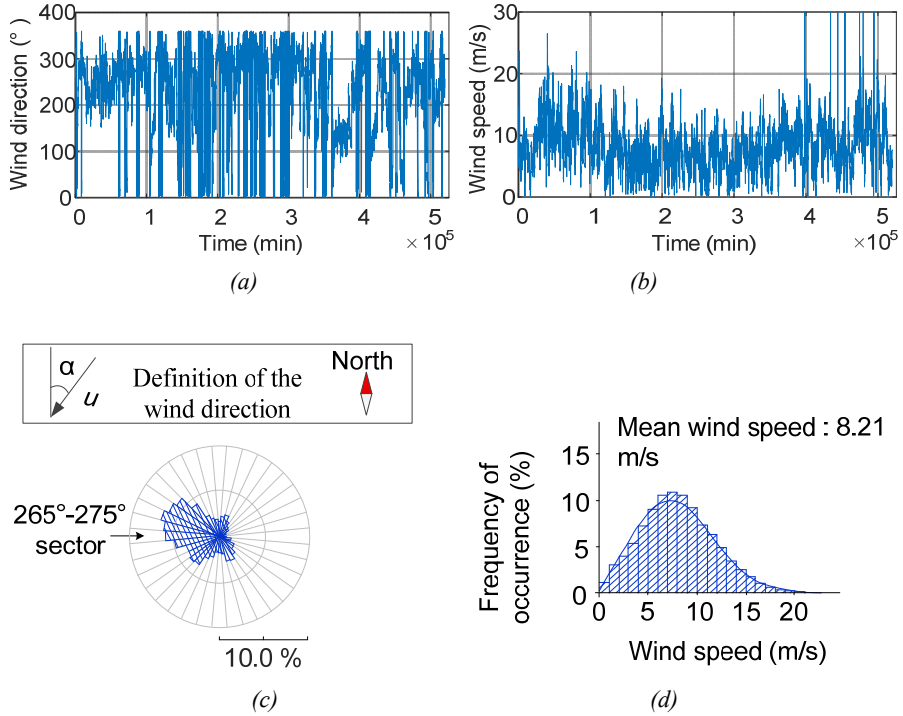 400
300
200
100
0
Wind direction (°)
0 1 2 3 4 5
Time (min)
× 10⁵
(a)
30
20
10
0
Wind speed (m/s)
0 1 2 3 4 5
Time (min)
×10⁵
(b)
α
u
Definition of the
wind direction
North
265°-275°
sector
10.0 %
(c)
Mean wind speed : 8.21
m/s
Frequency of
occurrence (%)
15
10
5
0
0 5 10 15 20
Wind speed (m/s)
(d)